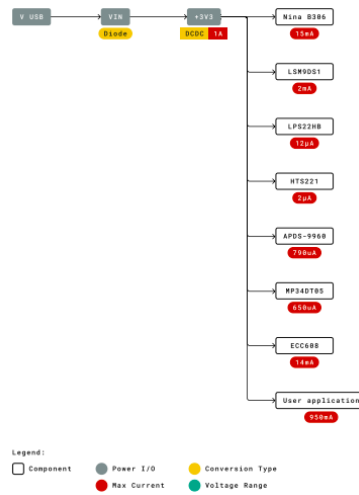 V USB
VIN
+3V3
Nina B306
Diode
DCDC
1A
15mA
LSM9DS1
2mA
LPS22HB
12µA
HTS221
2µA
APDS-9960
790uA
MP34DT05
650uA
ECC608
14mA
User application
950mA
Legend:
Component
Power I/O
Conversion Type
Max Current
Voltage Range